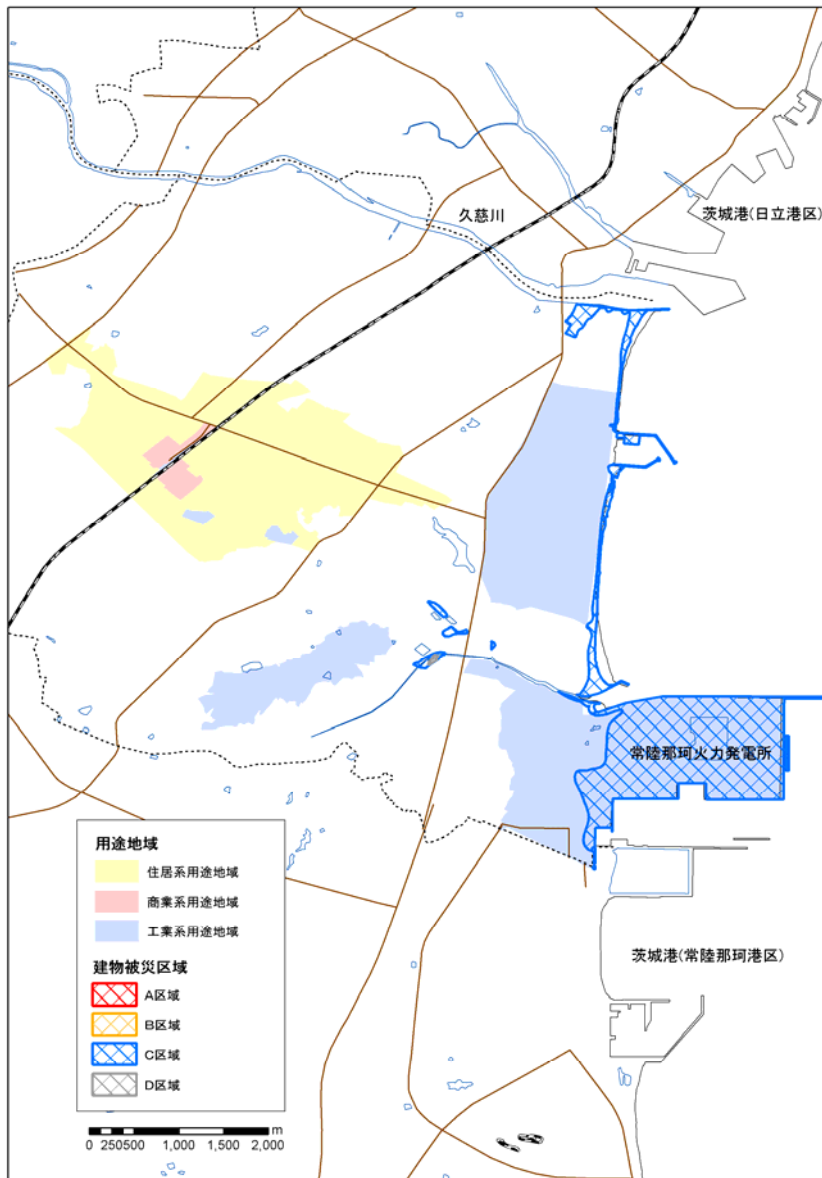 久慈川
茨城港(日立港区)
常陸那珂火力発電所
用途地域
住居系用途地域
商業系用途地域
工業系用途地域
建物被災区域
A区域
B区域
C区域
D区域
茨城港(常陸那珂港区)
m
0 250500 1,000 1,500 2,000